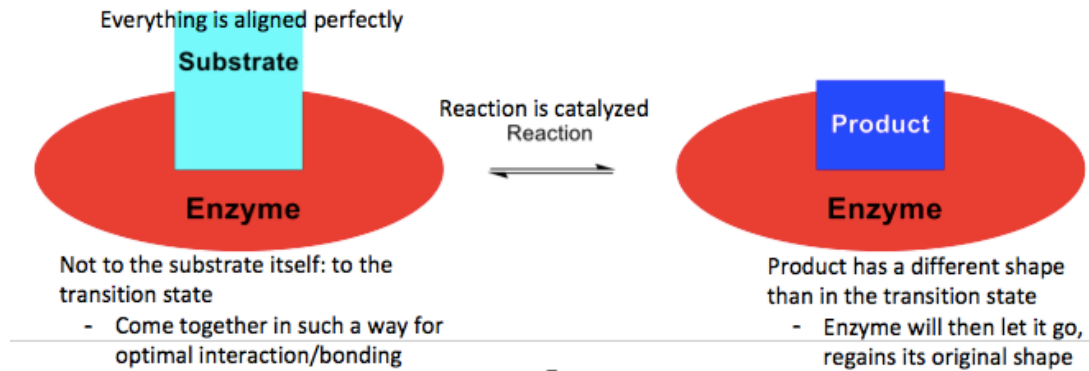 Everything is aligned perfectly
Substrate
Enzyme
Not to the substrate itself: to the
transition state
- Come together in such a way for
optimal interaction/bonding
Reaction is catalyzed
Reaction
Product
Enzyme
Product has a different shape
than in the transition state
- Enzyme will then let it go,
regains its original shape